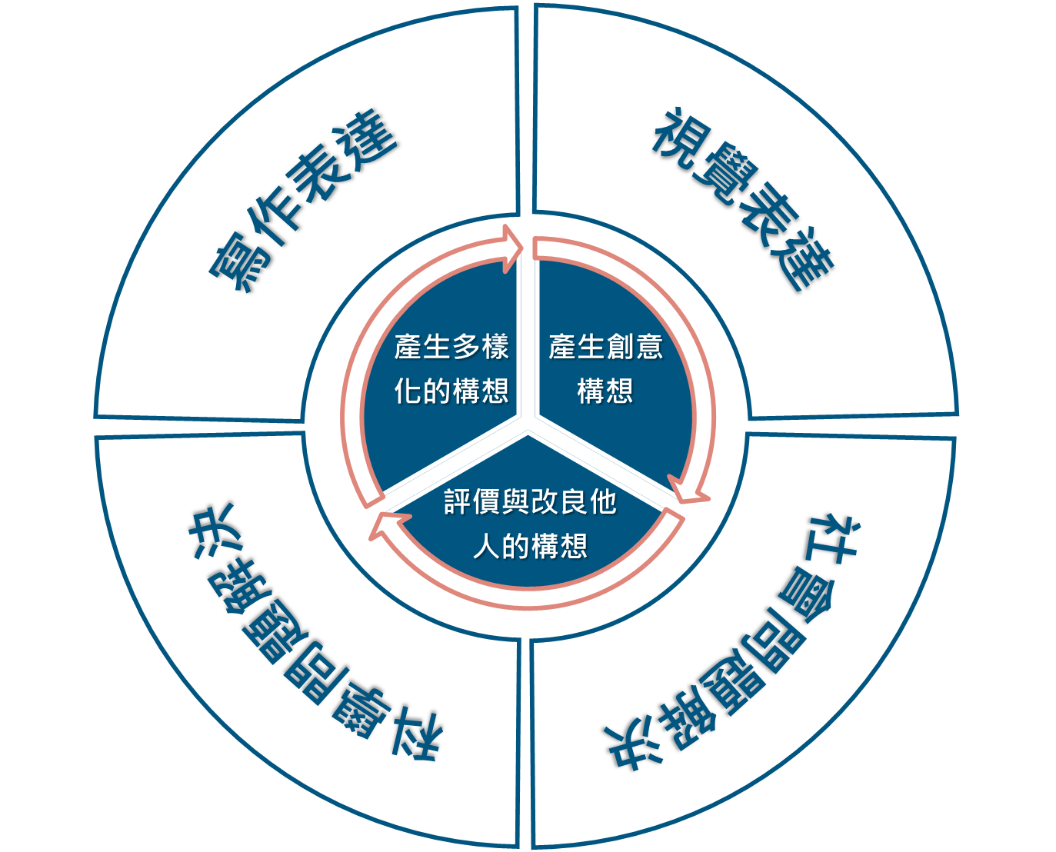 寫作表達
視覺表達
產生多樣
化的構想
產生創意
構想
評價與改良他
人的構想
科學問題解決
社會問題解決